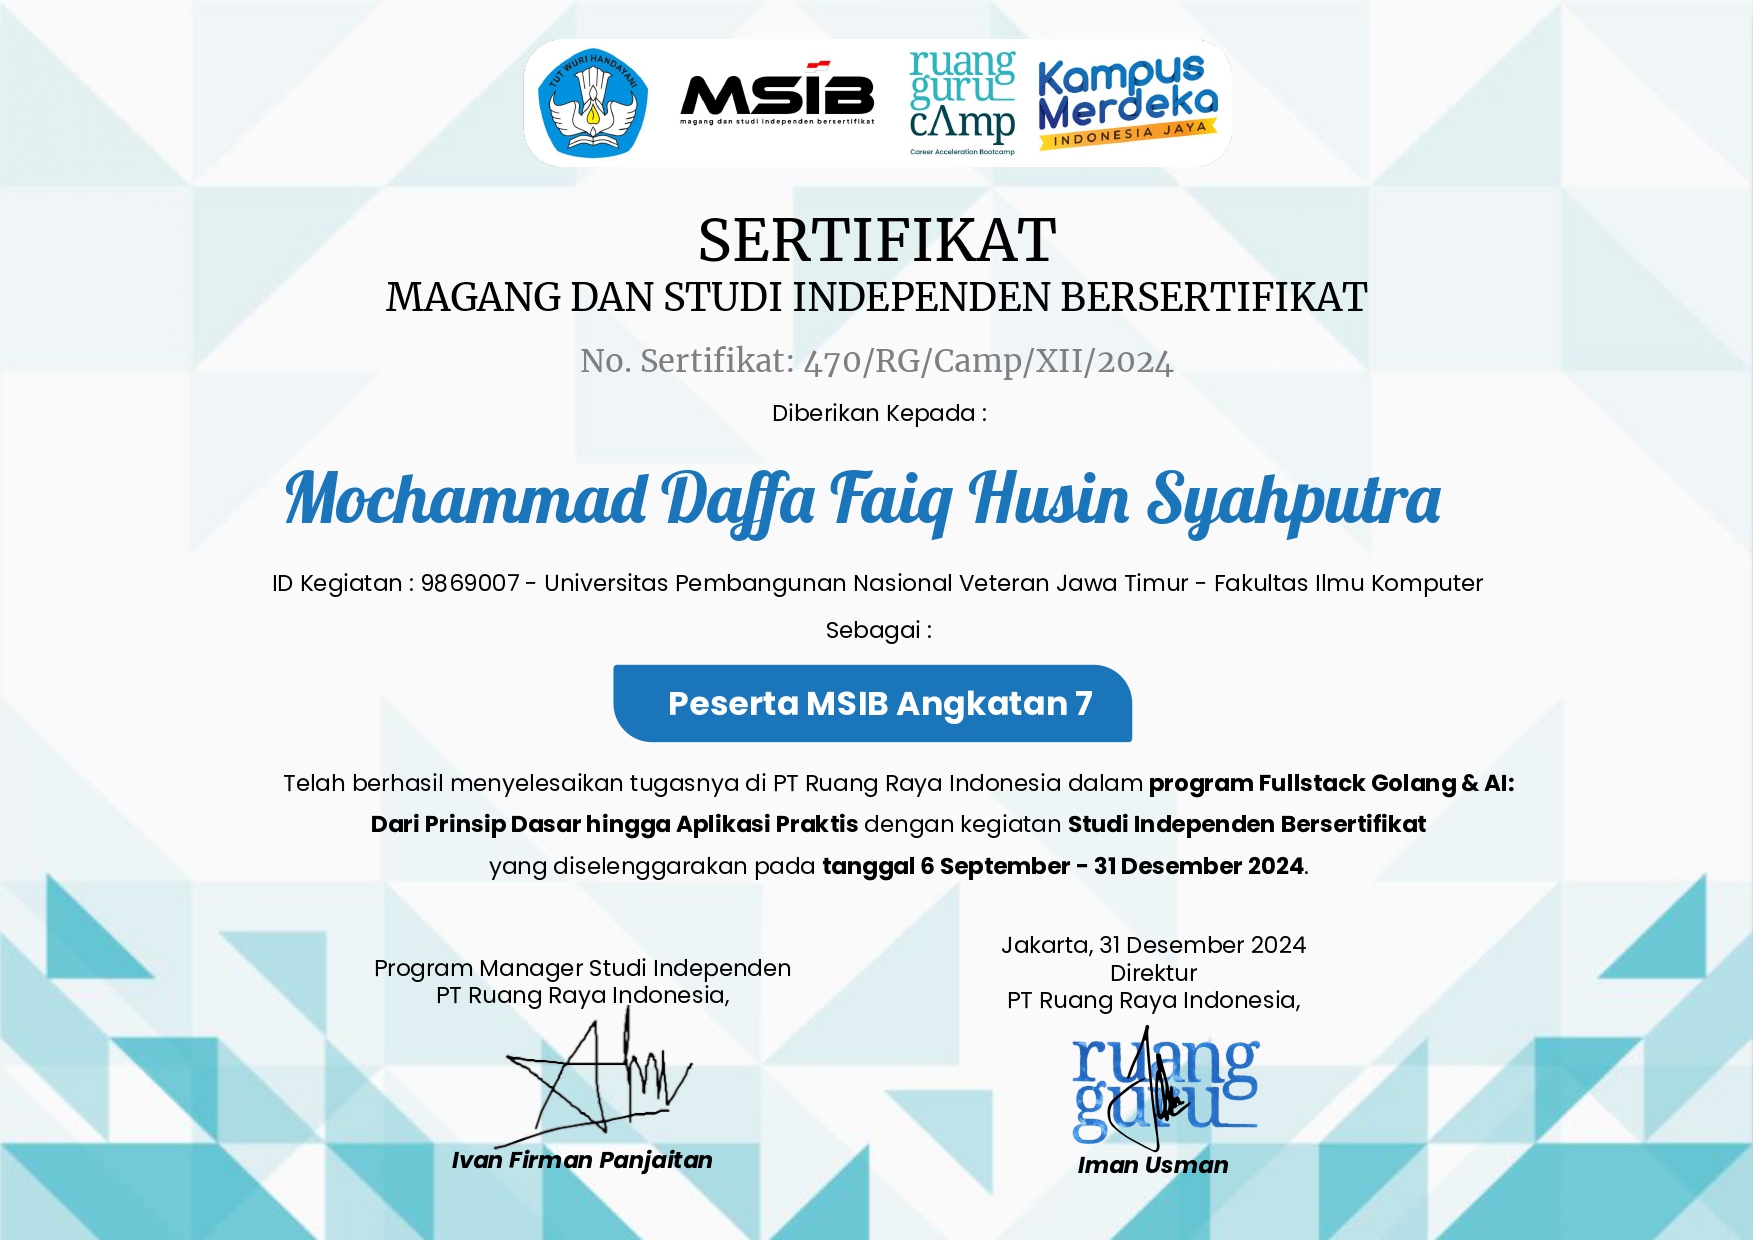 TUT WURI HANDAYANI
MSIB
magang dan studi independen bersertifikat
ruang
guru
cΛmp
Career Acceleration Bootcamp
Kampus
Merdeka
INDONESIA JAYA
SERTIFIKAT
MAGANG DAN STUDI INDEPENDEN BERSERTIFIKAT
No. Sertifikat: 470/RG/Camp/XII/2024
Diberikan Kepada :
Mochammad Daffa Faiq Husin Syahputra
ID Kegiatan : 9869007 - Universitas Pembangunan Nasional Veteran Jawa Timur - Fakultas Ilmu Komputer
Sebagai :
Peserta MSIB Angkatan 7
Telah berhasil menyelesaikan tugasnya di PT Ruang Raya Indonesia dalam program Fullstack Golang & AI:
Dari Prinsip Dasar hingga Aplikasi Praktis dengan kegiatan Studi Independen Bersertifikat
yang diselenggarakan pada tanggal 6 September - 31 Desember 2024.
Program Manager Studi Independen
PT Ruang Raya Indonesia,
Ivan Firman Panjaitan
Jakarta, 31 Desember 2024
Direktur
PT Ruang Raya Indonesia,
ruang
guru
Iman Usman